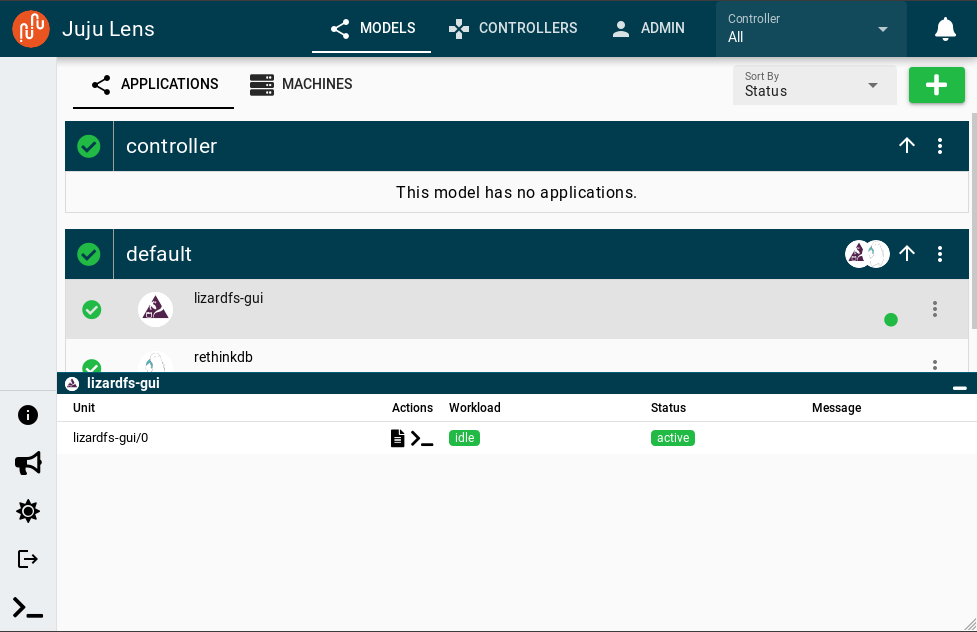 Juju Lens
MODELS
CONTROLLERS
ADMIN
Controller
All
APPLICATIONS
MACHINES
Sort By
Status
controller
This model has no applications.
default
lizardfs-gui
rethinkdb
lizardfs-gui
Unit Actions Workload Status Message
lizardfs-gui/0 idle active